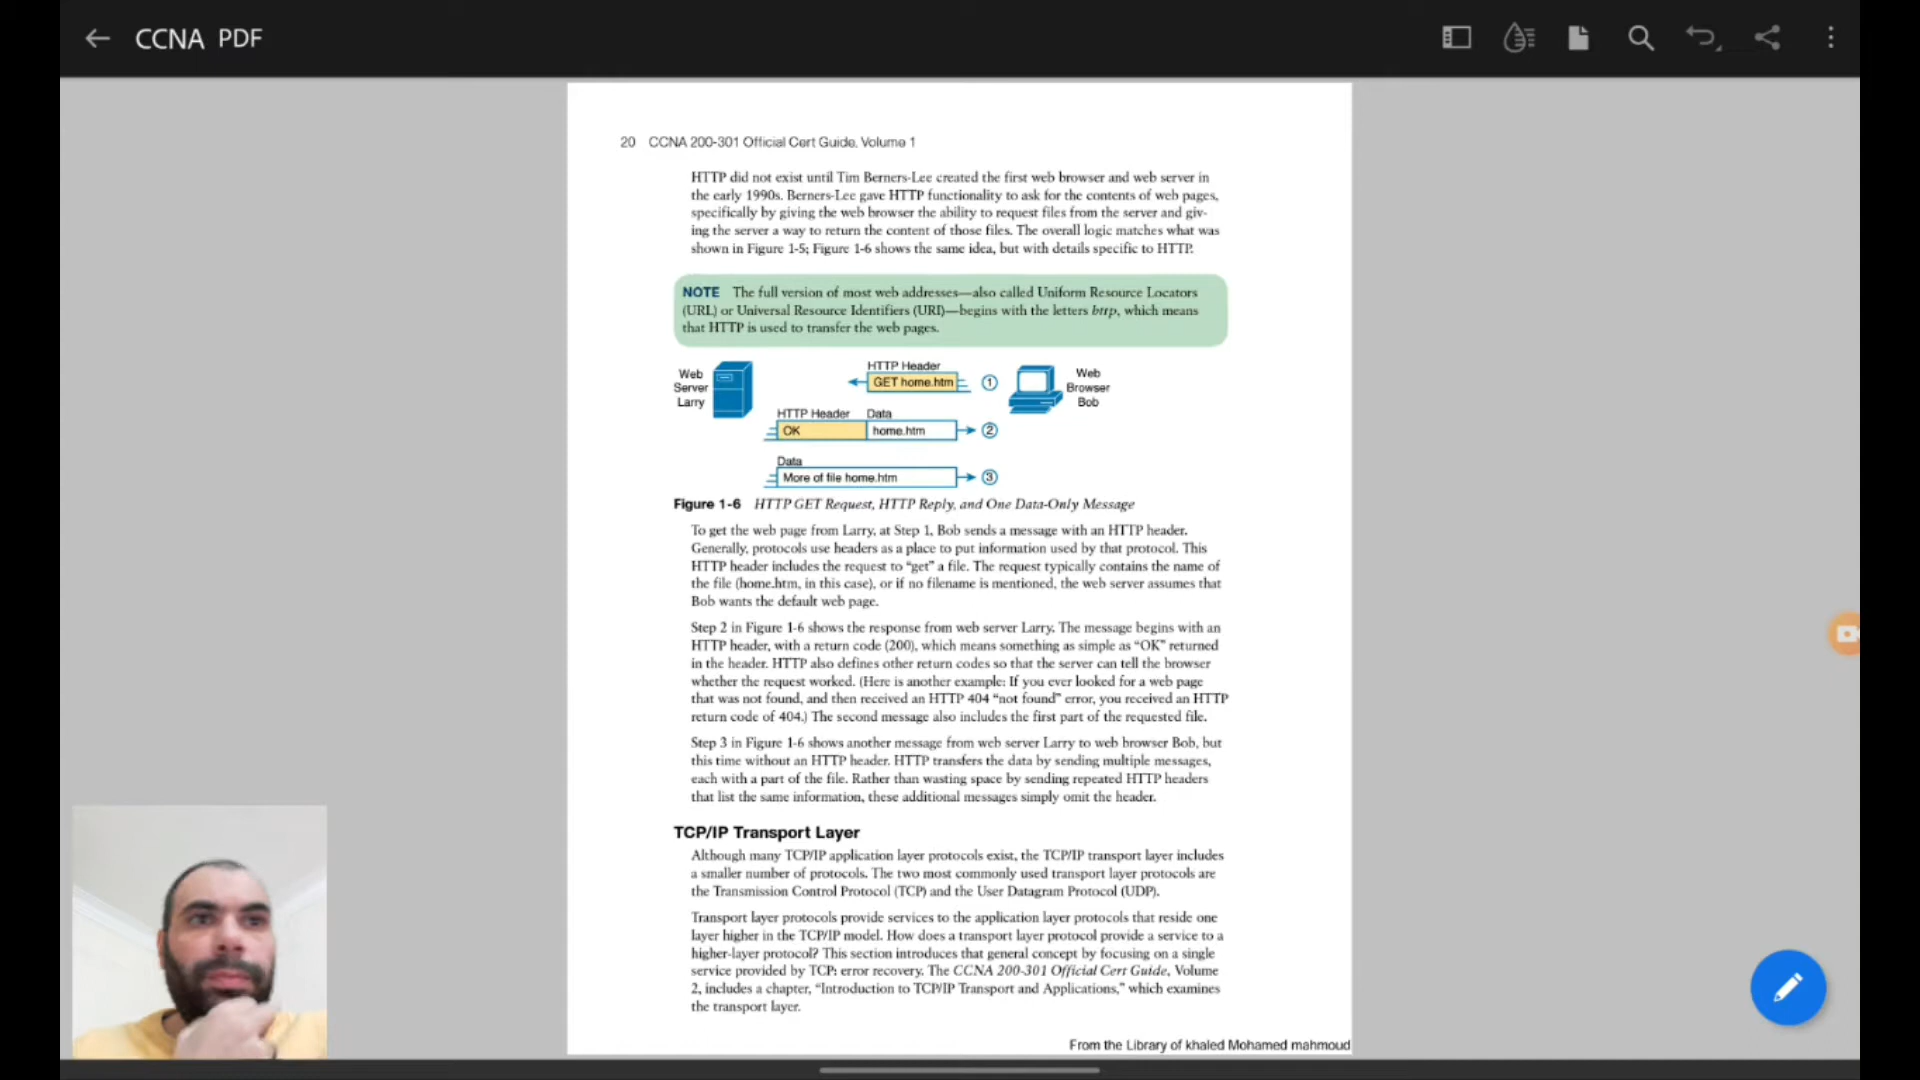 CCNA PDF
20 CCNA 200-301 Official Cert Guide, Volume 1
HTTP did not exist until Tim Berners-Lee created the first web browser and web server in
the early 1990s. Berners-Lee gave HTTP functionality to ask for the contents of web pages,
specifically by giving the web browser the ability to request files from the server and giv-
ing the server a way to return the content of those files. The overall logic matches what was
shown in Figure 1-5; Figure 1-6 shows the same idea, but with details specific to HTTP.
NOTE The full version of most web addresses—also called Uniform Resource Locators
(URL) or Universal Resource Identifiers (URI)—begins with the letters http, which means
that HTTP is used to transfer the web pages.
Web
Server
Larry
HTTP Header
GET home.htm
1
Web
Browser
Bob
HTTP Header Data
OK home.htm
2
Data
More of file home.htm
3
Figure 1-6 HTTP GET Request, HTTP Reply, and One Data-Only Message
To get the web page from Larry, at Step 1, Bob sends a message with an HTTP header.
Generally, protocols use headers as a place to put information used by that protocol. This
HTTP header includes the request to “get” a file. The request typically contains the name of
the file (home.htm, in this case), or if no filename is mentioned, the web server assumes that
Bob wants the default web page.
Step 2 in Figure 1-6 shows the response from web server Larry. The message begins with an
HTTP header, with a return code (200), which means something as simple as “OK” returned
in the header. HTTP also defines other return codes so that the server can tell the browser
whether the request worked. (Here is another example: If you ever looked for a web page
that was not found, and then received an HTTP 404 “not found” error, you received an HTTP
return code of 404.) The second message also includes the first part of the requested file.
Step 3 in Figure 1-6 shows another message from web server Larry to web browser Bob, but
this time without an HTTP header. HTTP transfers the data by sending multiple messages,
each with a part of the file. Rather than wasting space by sending repeated HTTP headers
that list the same information, these additional messages simply omit the header.
TCP/IP Transport Layer
Although many TCP/IP application layer protocols exist, the TCP/IP transport layer includes
a smaller number of protocols. The two most commonly used transport layer protocols are
the Transmission Control Protocol (TCP) and the User Datagram Protocol (UDP).
Transport layer protocols provide services to the application layer protocols that reside one
layer higher in the TCP/IP model. How does a transport layer protocol provide a service to a
higher-layer protocol? This section introduces that general concept by focusing on a single
service provided by TCP: error recovery. The CCNA 200-301 Official Cert Guide, Volume
2, includes a chapter, “Introduction to TCP/IP Transport and Applications,” which examines
the transport layer.
From the Library of khaled Mohamed mahmoud